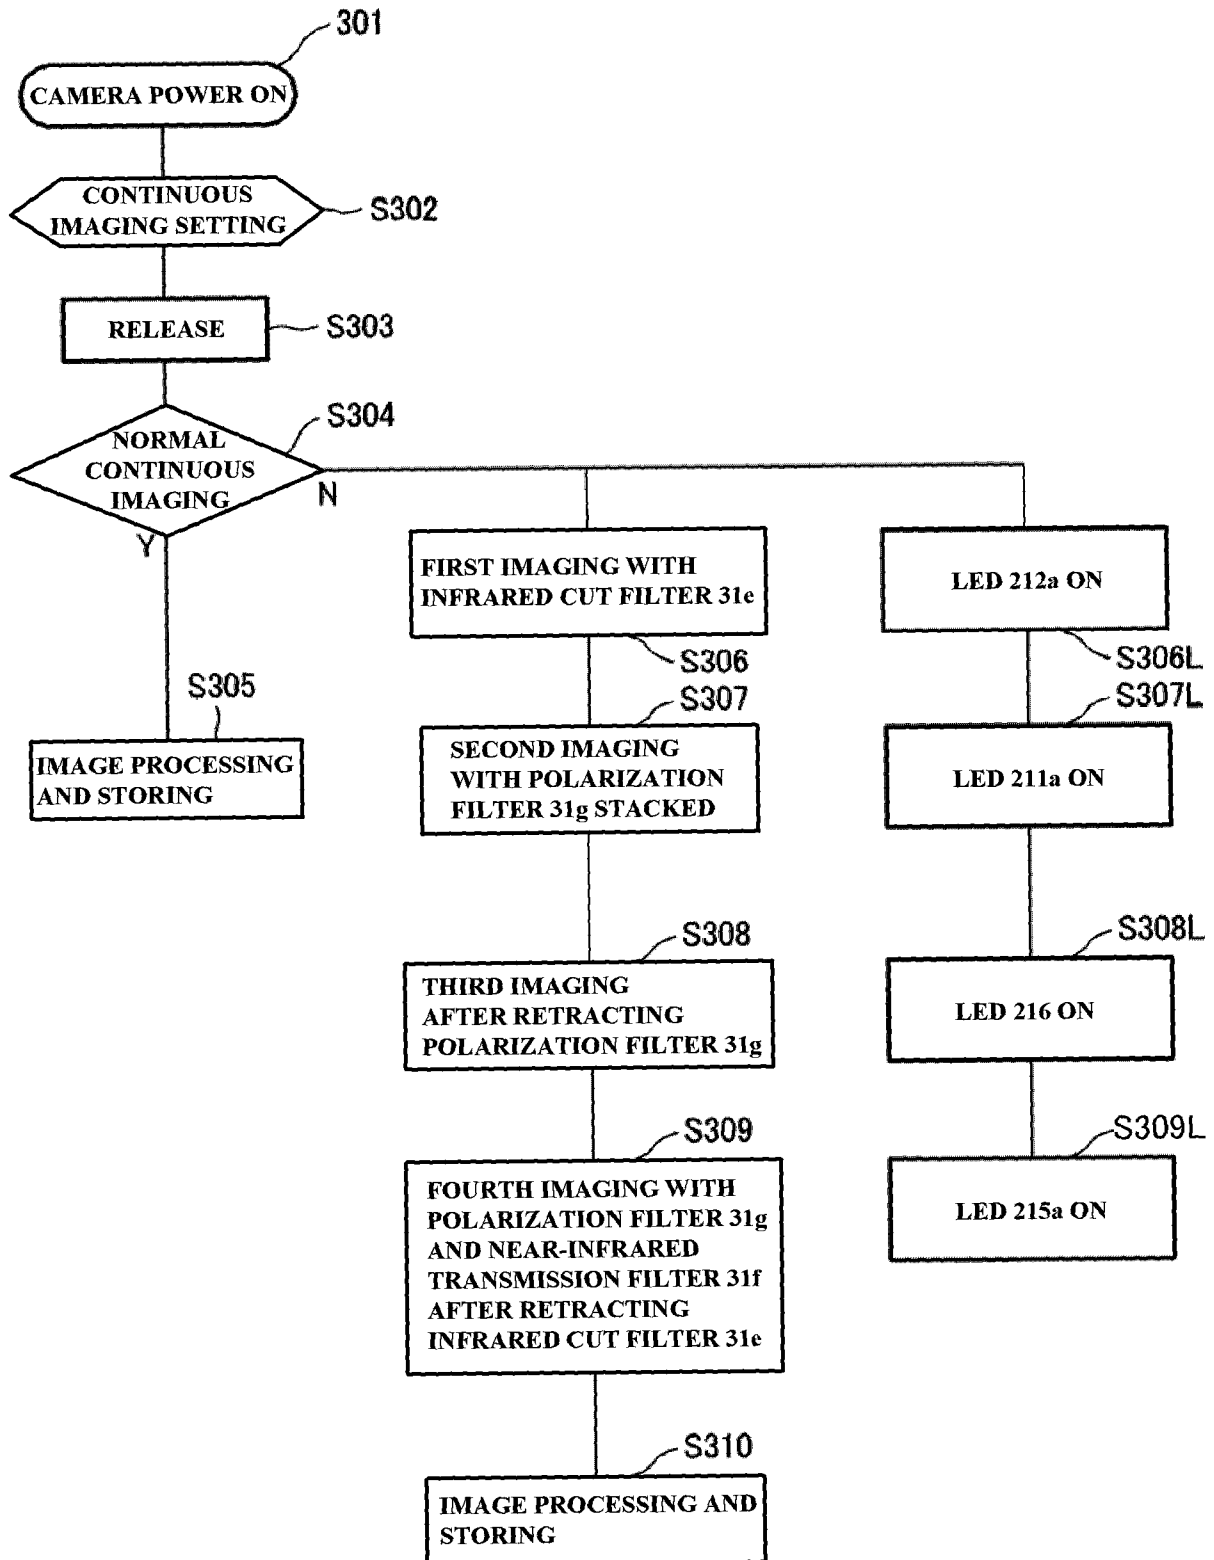 301
CAMERA POWER ON
CONTINUOUS
IMAGING SETTING
S302
RELEASE
S303
S304
NORMAL
CONTINUOUS
IMAGING
N
Y
S305
IMAGE PROCESSING
AND STORING
FIRST IMAGING WITH
INFRARED CUT FILTER 31e
S306
S307
SECOND IMAGING
WITH POLARIZATION
FILTER 31g STACKED
S308
THIRD IMAGING
AFTER RETRACTING
POLARIZATION FILTER 31g
S309
FOURTH IMAGING WITH
POLARIZATION FILTER 31g
AND NEAR-INFRARED
TRANSMISSION FILTER 31f
AFTER RETRACTING
INFRARED CUT FILTER 31e
S310
IMAGE PROCESSING AND
STORING
LED 212a ON
S306L
S307L
LED 211a ON
S308L
LED 216 ON
S309L
LED 215a ON